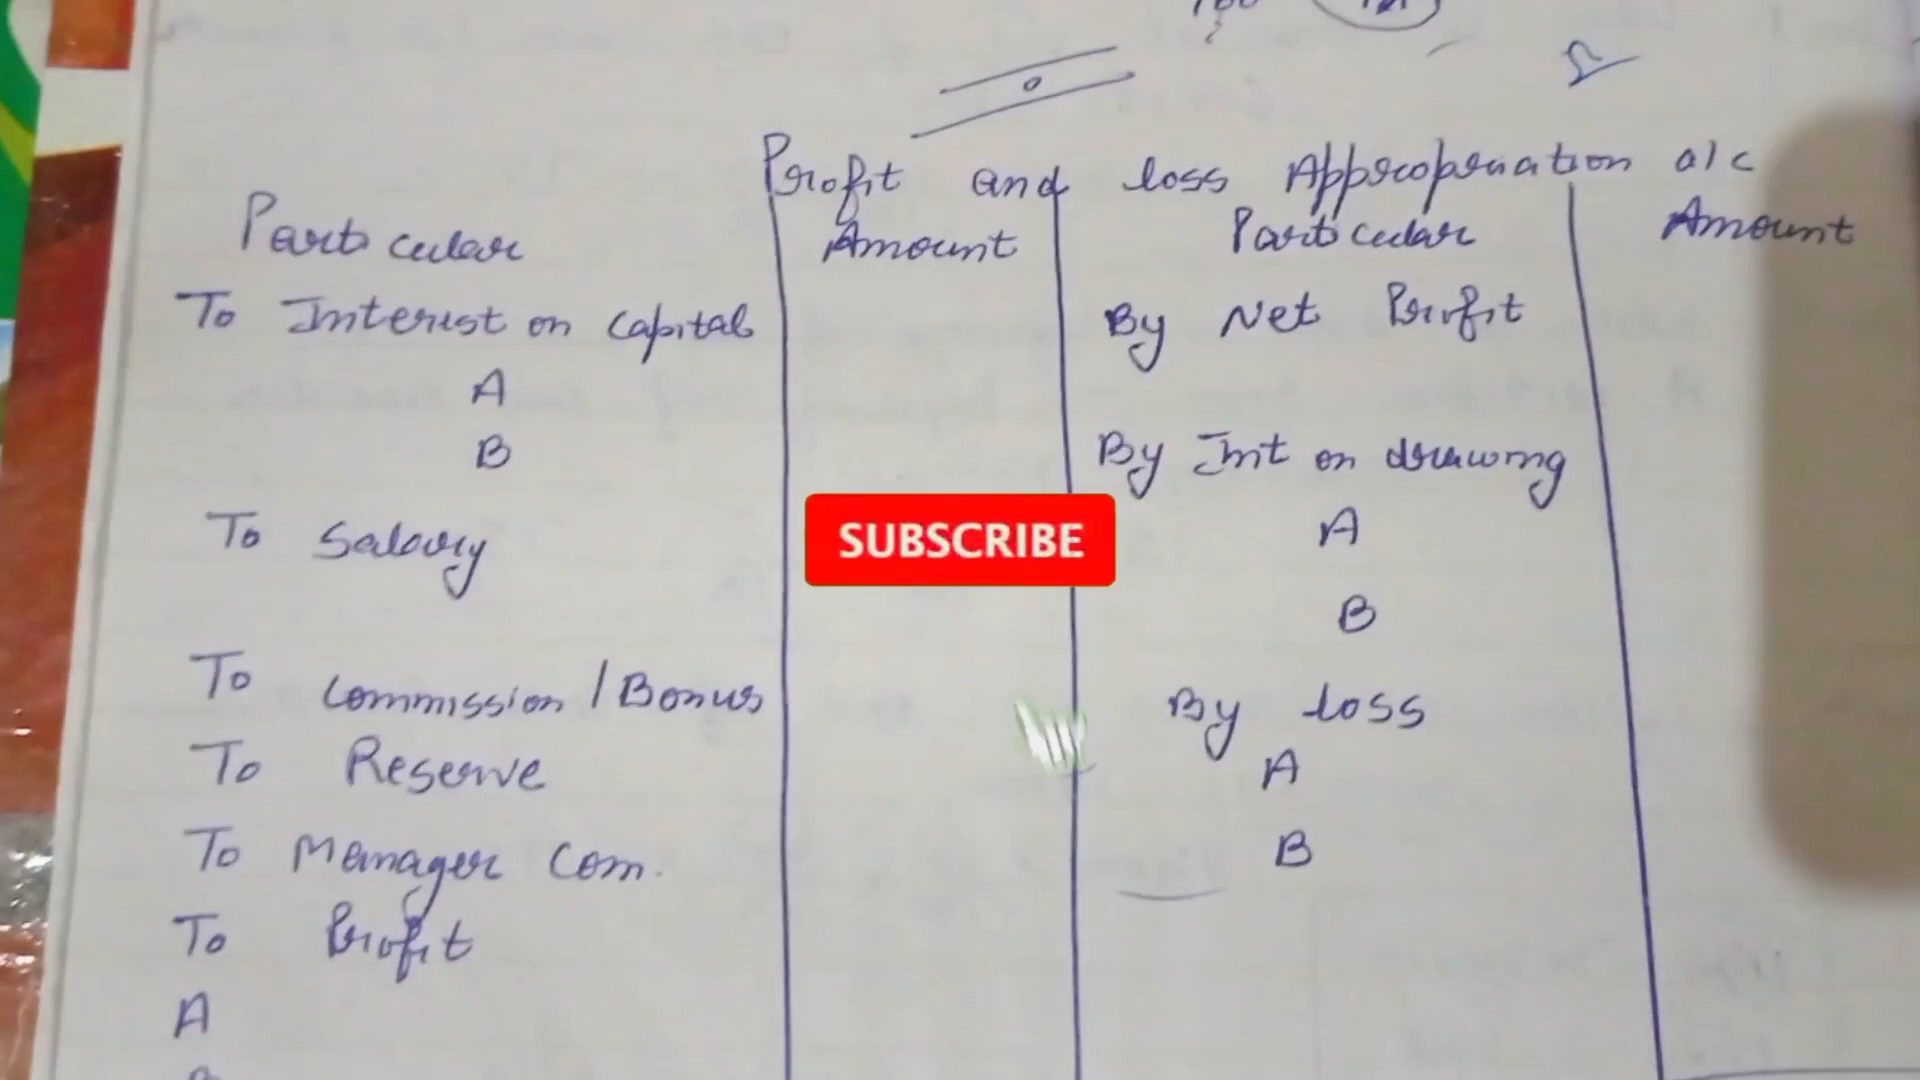 Profit and loss Appropriation a/c
Particular Amount Particular Amount
To Interest on Capital
A
B
To Salary
To Commission / Bonus
To Reserve
To Manager Com.
To Profit
A
By Net Profit
By Int on drawing
A
B
By loss
A
B
SUBSCRIBE